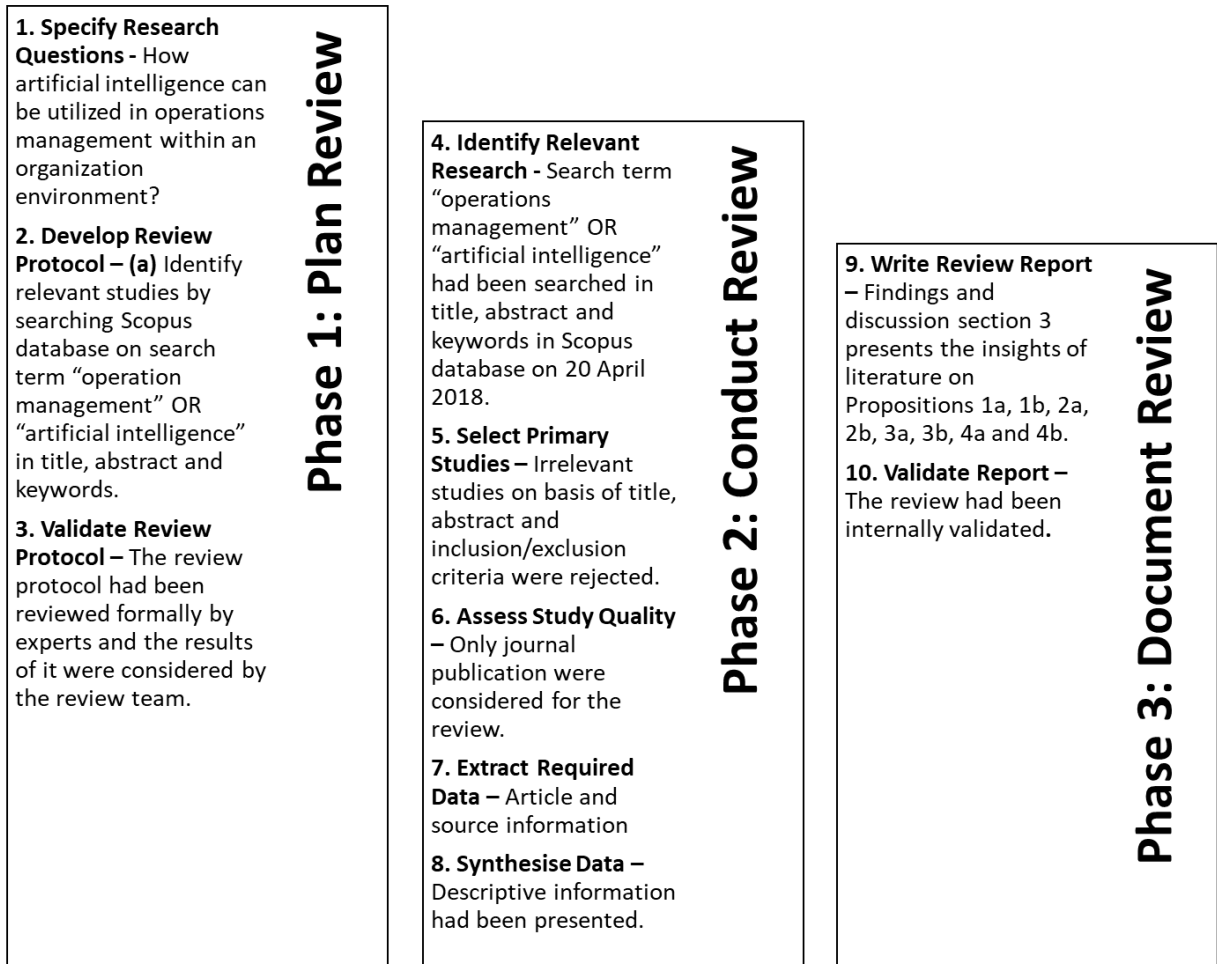 1. Specify Research
Questions - How
artificial intelligence can
be utilized in operations
management within an
organization
environment?
2. Develop Review
Protocol – (a) Identify
relevant studies by
searching Scopus
database on search
term “operation
management” OR
“artificial intelligence”
in title, abstract and
keywords.
3. Validate Review
Protocol – The review
protocol had been
reviewed formally by
experts and the results
of it were considered by
the review team.
Phase 1: Plan Review
4. Identify Relevant
Research - Search term
“operations
management” OR
“artificial intelligence”
had been searched in
title, abstract and
keywords in Scopus
database on 20 April
2018.
5. Select Primary
Studies – Irrelevant
studies on basis of title,
abstract and
inclusion/exclusion
criteria were rejected.
6. Assess Study Quality
– Only journal
publication were
considered for the
review.
7. Extract Required
Data – Article and
source information
8. Synthesise Data –
Descriptive information
had been presented.
Phase 2: Conduct Review
9. Write Review Report
– Findings and
discussion section 3
presents the insights of
literature on
Propositions 1a, 1b, 2a,
2b, 3a, 3b, 4a and 4b.
10. Validate Report –
The review had been
internally validated.
Phase 3: Document Review